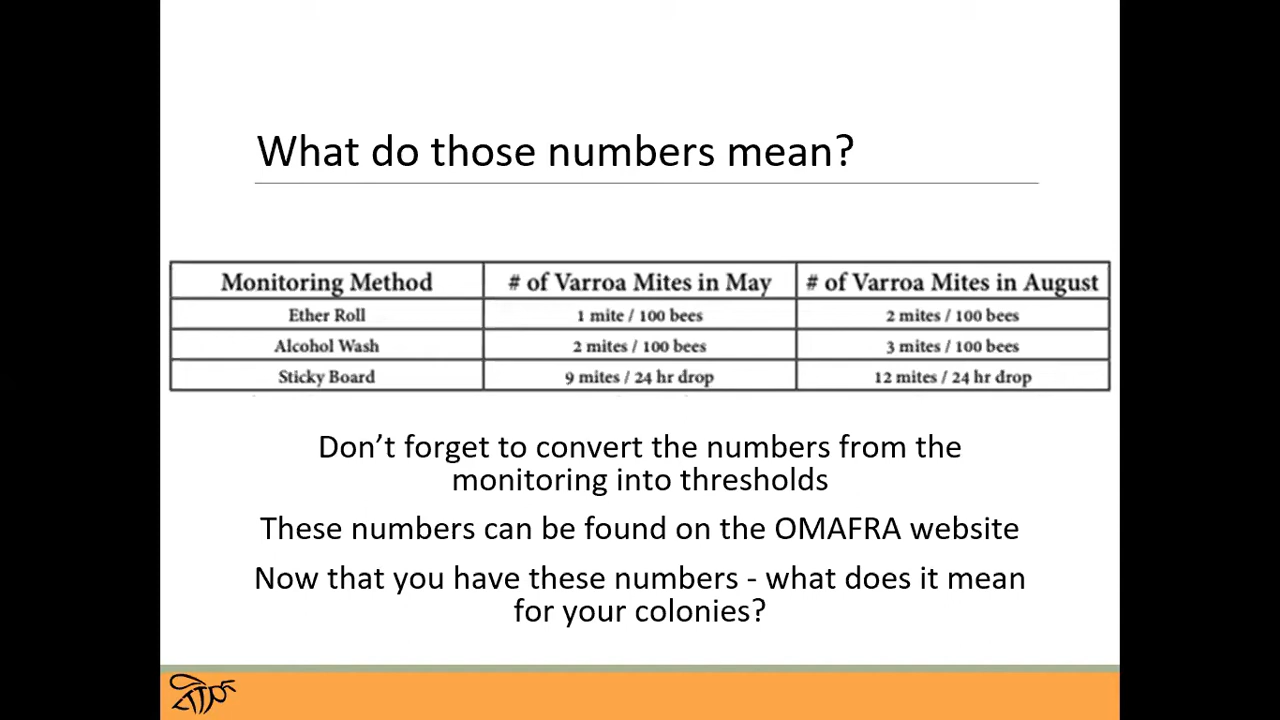 What do those numbers mean?
Monitoring Method # of Varroa Mites in May # of Varroa Mites in August
Ether Roll 1 mite / 100 bees 2 mites / 100 bees
Alcohol Wash 2 mites / 100 bees 3 mites / 100 bees
Sticky Board 9 mites / 24 hr drop 12 mites / 24 hr drop
Don’t forget to convert the numbers from the
monitoring into thresholds
These numbers can be found on the OMAFRA website
Now that you have these numbers - what does it mean
for your colonies?